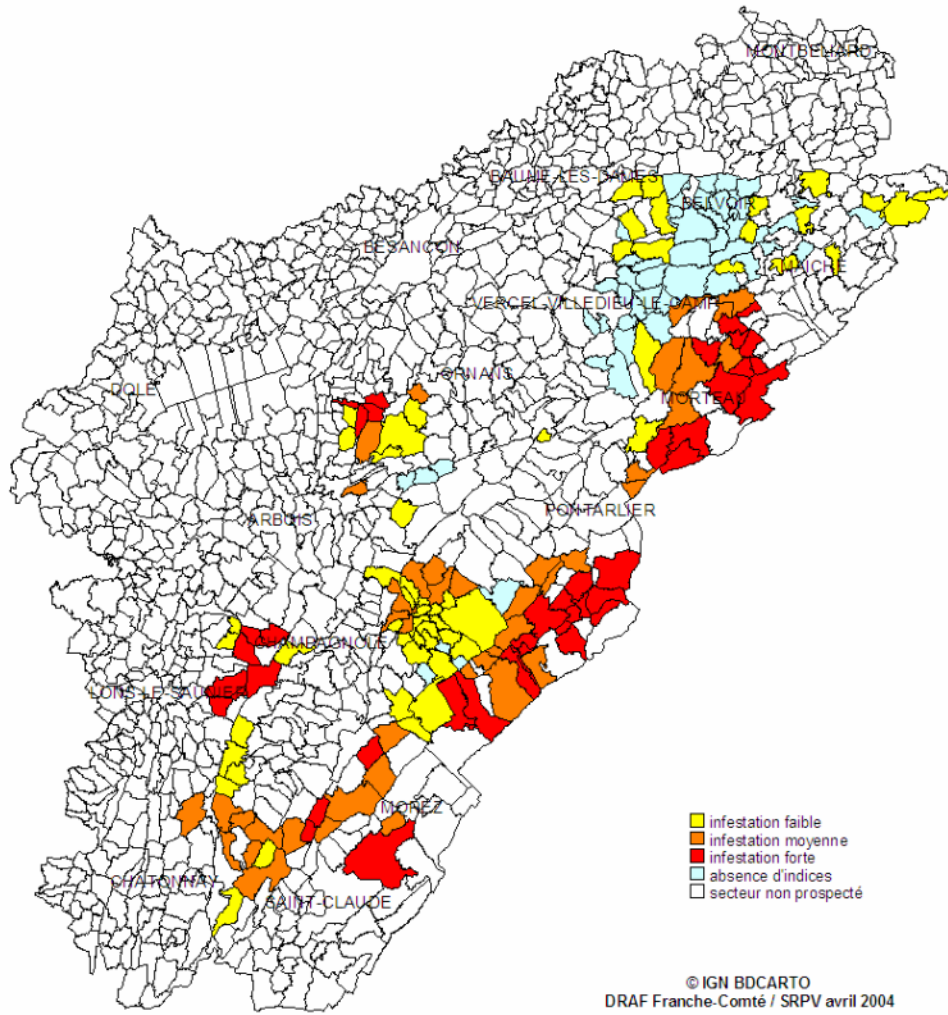 MONTBELIARD
BAUME-LES-DAMES
BELVOIR
BESANCON
MAICHE
VERCEL-VILLEDIEU-LE-CAMP
DOLE
ORNANS
MORTEAU
ARBOIS
PONTARLIER
CHAMPAGNOLE
LONS-LE-SAUNIER
MOREZ
CHATONNAY
SAINT-CLAUDE
infestation faible
infestation moyenne
infestation forte
absence d'indices
secteur non prospecté
© IGN BDCARTO
DRAF Franche-Comté / SRPV avril 2004